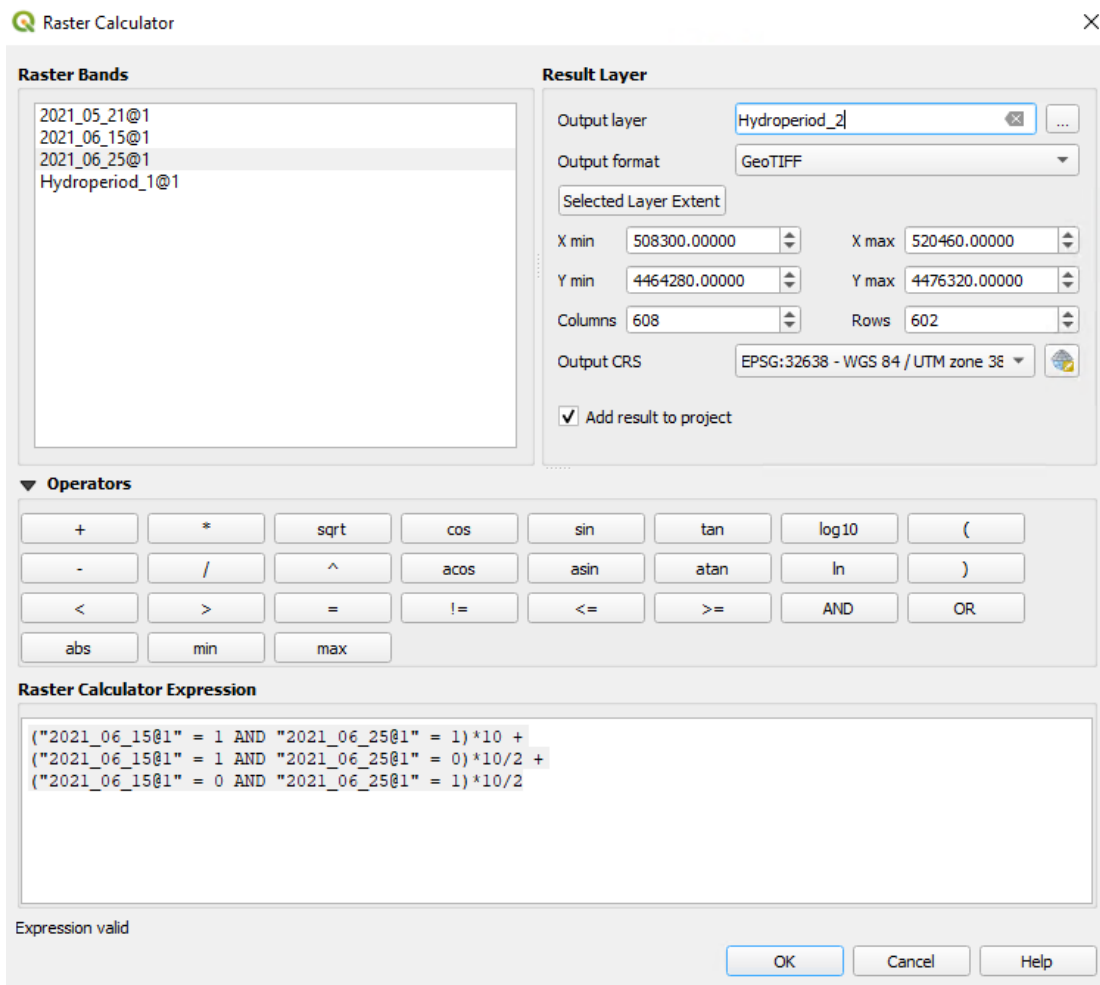 Raster Calculator
Raster Bands
2021_05_21@1
2021_06_15@1
2021_06_25@1
Hydroperiod_1@1
Result Layer
Output layer Hydroperiod_2 ...
Output format GeoTIFF
Selected Layer Extent
X min 508300.00000 X max 520460.00000
Y min 4464280.00000 Y max 4476320.00000
Columns 608 Rows 602
Output CRS EPSG:32638 - WGS 84 / UTM zone 38
Add result to project
Operators
+ * sqrt cos sin tan log10 (
- / ^ acos asin atan ln )
< > = != <= >= AND OR
abs min max
Raster Calculator Expression
("2021_06_15@1" = 1 AND "2021_06_25@1" = 1)*10 +
("2021_06_15@1" = 1 AND "2021_06_25@1" = 0)*10/2 +
("2021_06_15@1" = 0 AND "2021_06_25@1" = 1)*10/2
Expression valid
OK Cancel Help